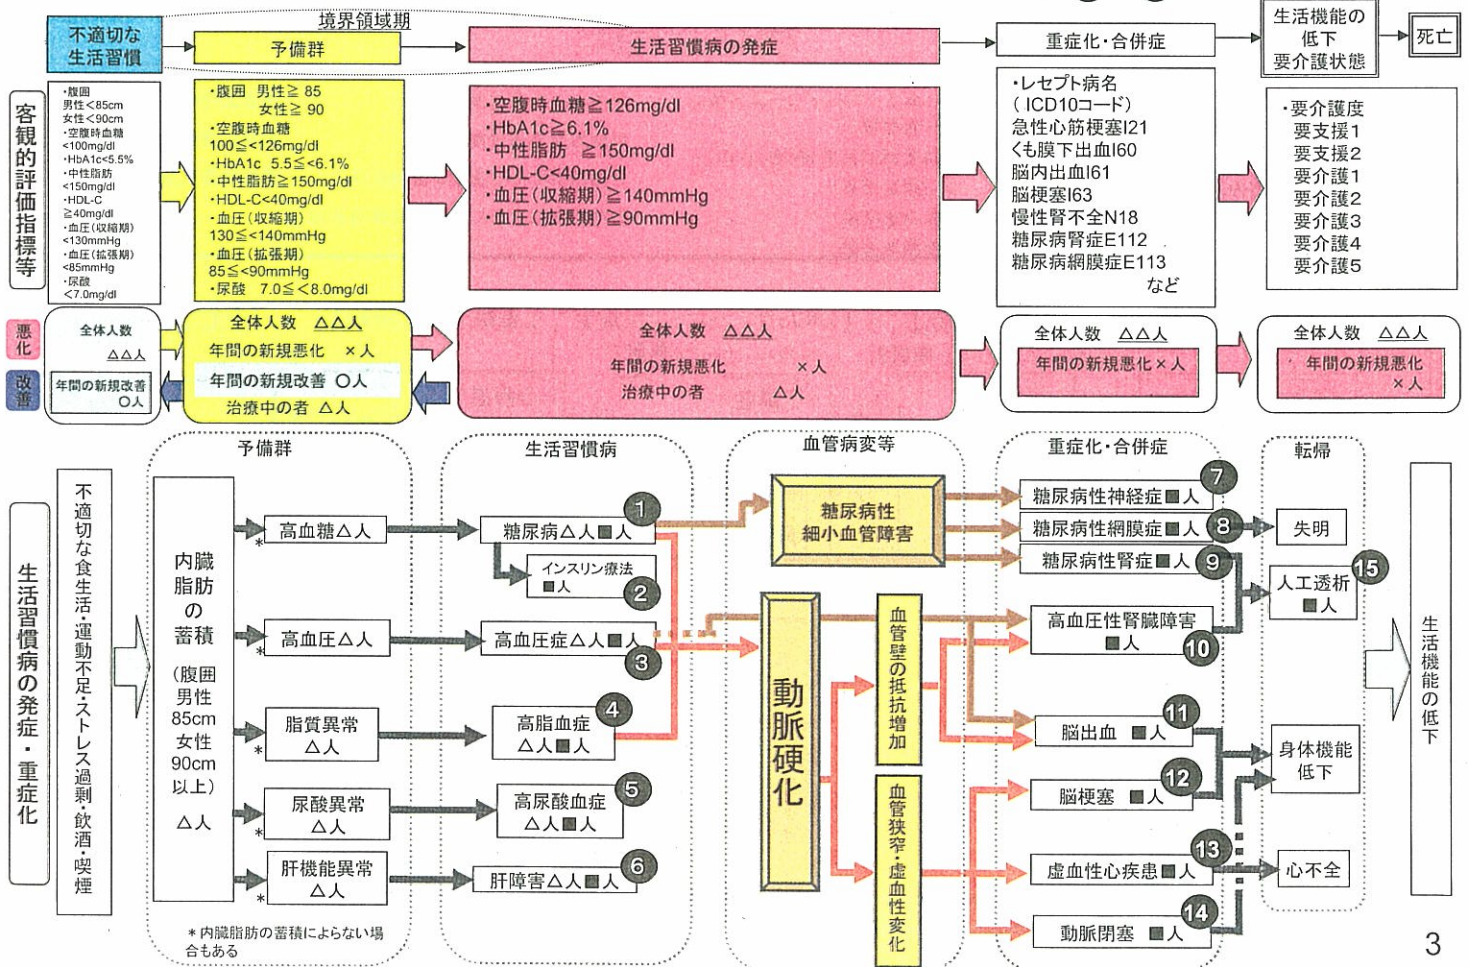 境界領域期
不適切な
生活習慣
予備群
生活習慣病の発症
重症化・合併症
生活機能の
低下
要介護状態
死亡
客観的評価指標等
・腹囲
男性<85cm
女性<90cm
・空腹時血糖
<100mg/dl
・HbA1c<5.5%
・中性脂肪
<150mg/dl
・HDL-C
≧40mg/dl
・血圧(収縮期)
<130mmHg
・血圧(拡張期)
<85mmHg
・尿酸
<7.0mg/dl
・腹囲 男性≧85
女性≧90
・空腹時血糖
100≦<126mg/dl
・HbA1c 5.5≦<6.1%
・中性脂肪≧150mg/dl
・HDL-C<40mg/dl
・血圧(収縮期)
130≦<140mmHg
・血圧(拡張期)
85≦<90mmHg
・尿酸 7.0≦<8.0mg/dl
・空腹時血糖≧126mg/dl
・HbA1c≧6.1%
・中性脂肪 ≧150mg/dl
・HDL-C<40mg/dl
・血圧(収縮期)≧140mmHg
・血圧(拡張期)≧90mmHg
・レセプト病名
(ICD10コード)
急性心筋梗塞I21
くも膜下出血I60
脳内出血I61
脳梗塞I63
慢性腎不全N18
糖尿病腎症E112
糖尿病網膜症E113
など
・要介護度
要支援1
要支援2
要介護1
要介護2
要介護3
要介護4
要介護5
悪化
改善
全体人数
△△人
年間の新規改善
○人
全体人数 △△人
年間の新規悪化 ×人
年間の新規改善 ○人
治療中の者 △人
全体人数 △△人
年間の新規悪化 ×人
治療中の者 △人
全体人数 △△人
年間の新規悪化×人
全体人数 △△人
年間の新規悪化
×人
生活習慣病の発症・重症化
不適切な食生活・運動不足・ストレス過剰・飲酒・喫煙
予備群
内臓
脂肪
の
蓄積
(腹囲
男性
85cm
女性
90cm
以上)
△人
*高血糖△人
*高血圧△人
*脂質異常
△人
*尿酸異常
△人
*肝機能異常
△人
*内臓脂肪の蓄積によらない場
合もある
生活習慣病
糖尿病△人■人
1
インスリン療法
■人
2
高血圧症△人■人
3
高脂血症
△人■人
4
高尿酸血症
△人■人
5
肝障害△人■人
6
血管病変等
糖尿病性
細小血管障害
動脈硬化
血管壁の抵抗増加
血管狭窄・虚血性変化
重症化・合併症
糖尿病性神経症■人
7
糖尿病性網膜症■人
8
糖尿病性腎症■人
9
高血圧性腎臓障害
■人
10
脳出血 ■人
11
脳梗塞 ■人
12
虚血性心疾患■人
13
動脈閉塞 ■人
14
転帰
失明
人工透析
■人
15
身体機能
低下
心不全
生活機能の低下
3